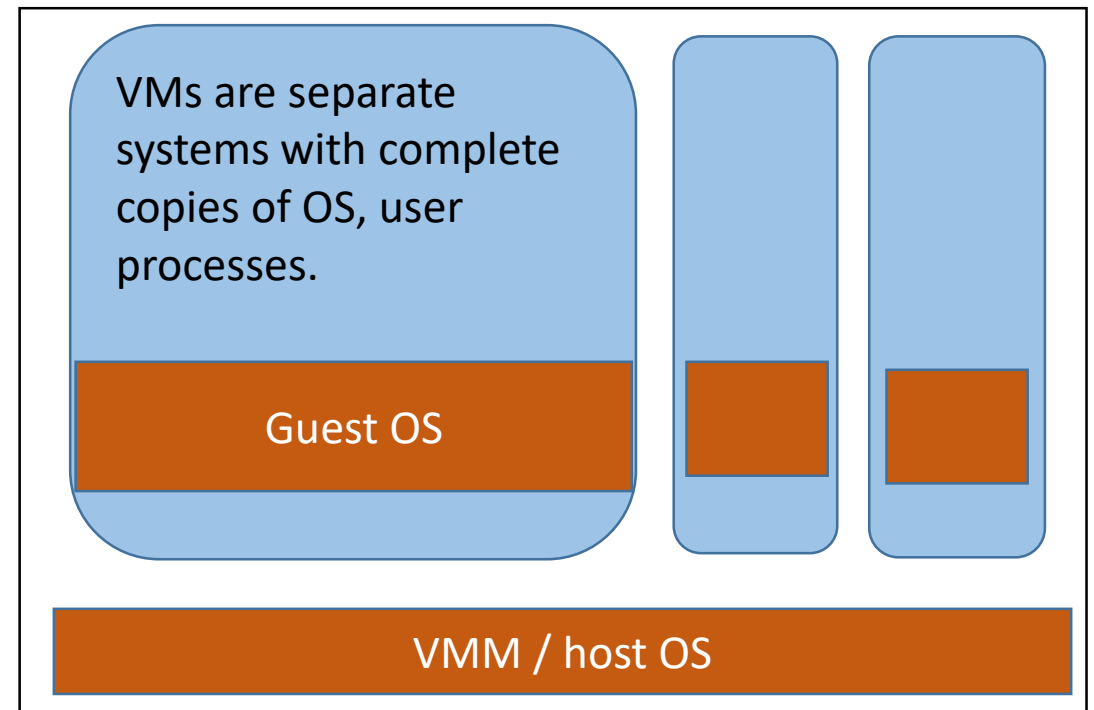 VMs are separate
systems with complete
copies of OS, user
processes.
Guest OS
VMM / host OS